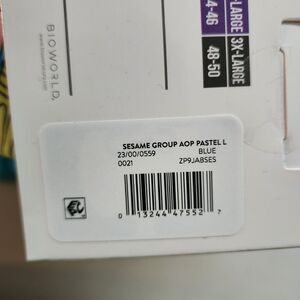 BIOWORLD
-LARGE 3X-LARGE
4-46 48-50
SESAME GROUP AOP PASTEL L
23/00/0559 BLUE
0021 ZP9JABSES
0 13244 47552 7